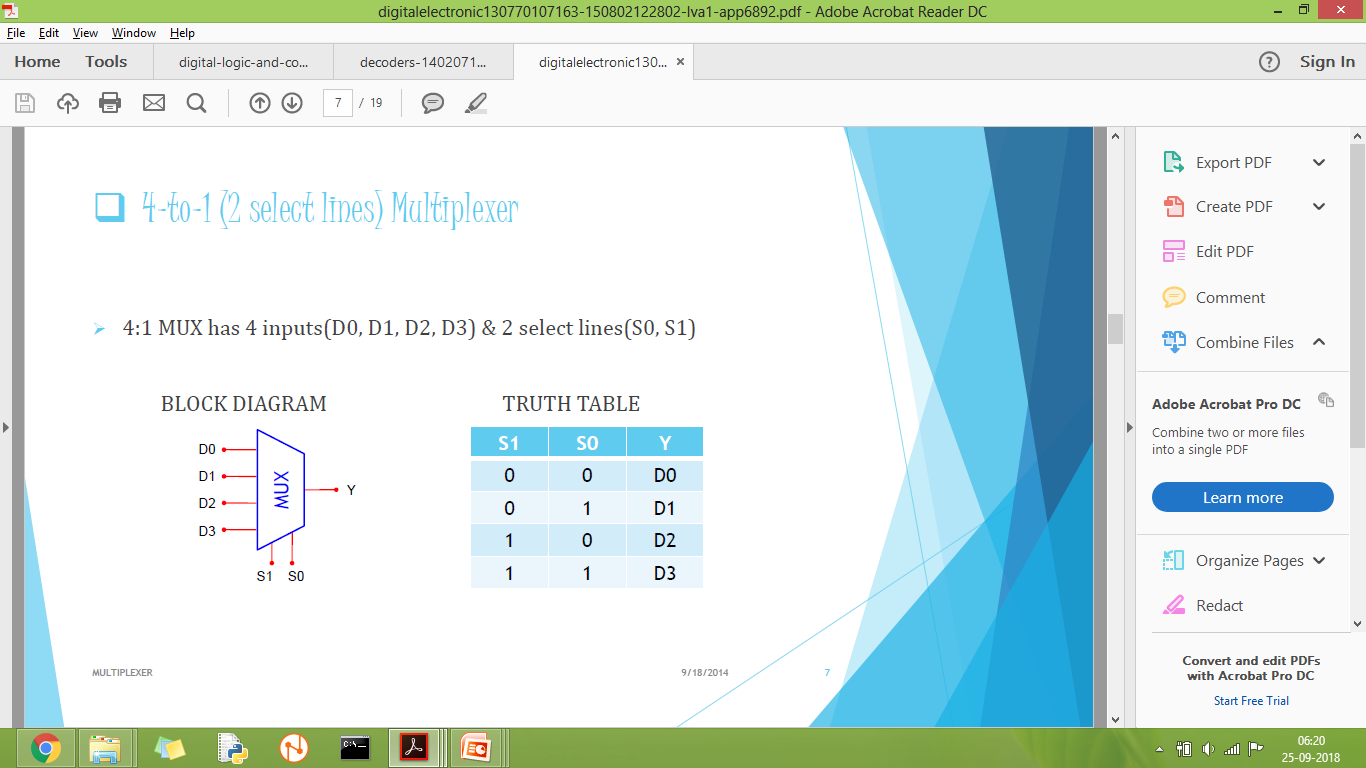 digitalelectronic130770107163-150802122802-lva1-app6892.pdf - Adobe Acrobat Reader DC
File Edit View Window Help
Home Tools digital-logic-and-co... decoders-1402071... digitalelectronic130... × Sign In
7 / 19
4-to-1 (2 select lines) Multiplexer
4:1 MUX has 4 inputs(D0, D1, D2, D3) & 2 select lines(S0, S1)
BLOCK DIAGRAM
D0
D1
D2
D3
MUX
Y
S1 S0
TRUTH TABLE
S1 S0 Y
0 0 D0
0 1 D1
1 0 D2
1 1 D3
MULTIPLEXER 9/18/2014 7
Export PDF
Create PDF
Edit PDF
Comment
Combine Files
Adobe Acrobat Pro DC
Combine two or more files
into a single PDF
Learn more
Organize Pages
Redact
Convert and edit PDFs
with Acrobat Pro DC
Start Free Trial
C:\
06:20
25-09-2018